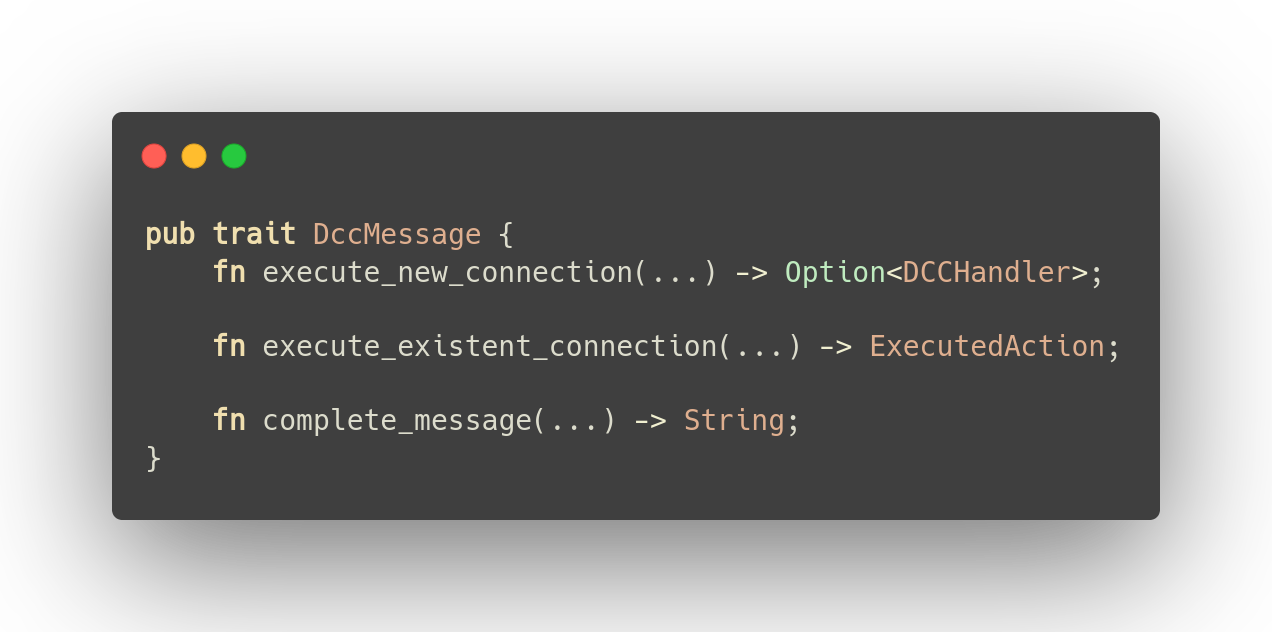 pub trait DccMessage {
    fn execute_new_connection(...) -> Option<DCCHandler>;
    fn execute_existent_connection(...) -> ExecutedAction;
    fn complete_message(...) -> String;
}